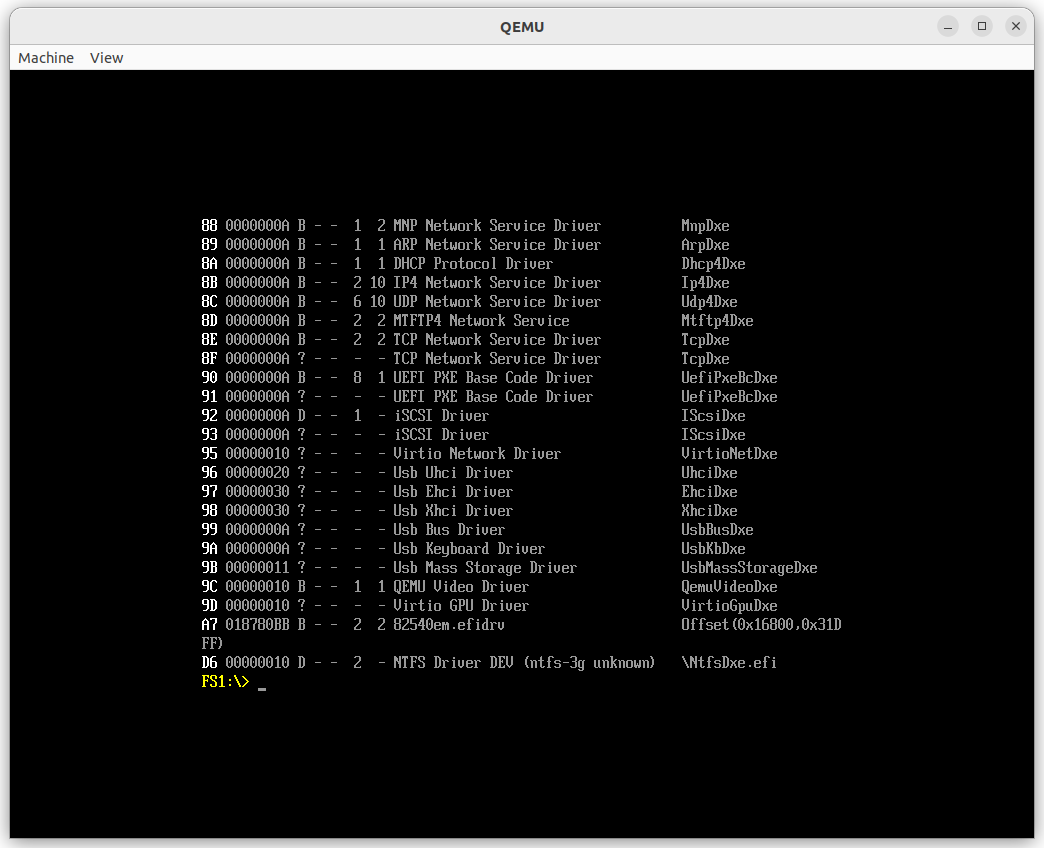 QEMU
Machine View
88 0000000A B - - 1 2 MNP Network Service Driver MnpDxe
89 0000000A B - - 1 1 ARP Network Service Driver ArpDxe
8A 0000000A B - - 1 1 DHCP Protocol Driver Dhcp4Dxe
8B 0000000A B - - 2 10 IP4 Network Service Driver Ip4Dxe
8C 0000000A B - - 6 10 UDP Network Service Driver Udp4Dxe
8D 0000000A B - - 2 2 MTFTP4 Network Service Mtftp4Dxe
8E 0000000A B - - 2 2 TCP Network Service Driver TcpDxe
8F 0000000A ? - - - - TCP Network Service Driver TcpDxe
90 0000000A B - - 8 1 UEFI PXE Base Code Driver UefiPxeBcDxe
91 0000000A ? - - - - UEFI PXE Base Code Driver UefiPxeBcDxe
92 0000000A D - - 1 - iSCSI Driver IScsiDxe
93 0000000A ? - - - - iSCSI Driver IScsiDxe
95 00000010 ? - - - - Virtio Network Driver VirtioNetDxe
96 00000020 ? - - - - Usb Uhci Driver UhciDxe
97 00000030 ? - - - - Usb Ehci Driver EhciDxe
98 00000030 ? - - - - Usb Xhci Driver XhciDxe
99 0000000A ? - - - - Usb Bus Driver UsbBusDxe
9A 0000000A ? - - - - Usb Keyboard Driver UsbKbDxe
9B 00000011 ? - - - - Usb Mass Storage Driver UsbMassStorageDxe
9C 00000010 B - - 1 1 QEMU Video Driver QemuVideoDxe
9D 00000010 ? - - - - Virtio GPU Driver VirtioGpuDxe
A7 018780BB B - - 2 2 82540em.efidrv Offset(0x16800,0x31D
FF)
D6 00000010 D - - 2 - NTFS Driver DEV (ntfs-3g unknown) \NtfsDxe.efi
FS1:\> _